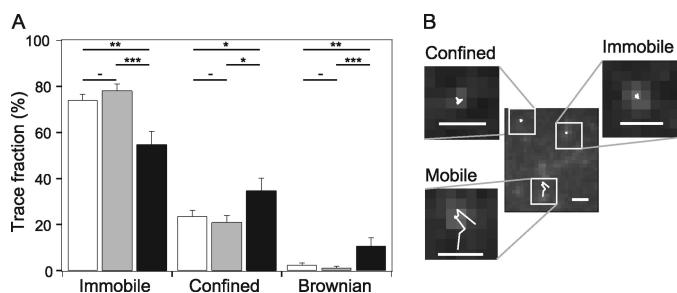 A
B
100
80
60
40
20
0
Trace fraction (%)
** * **
*** * ***
- - -
Immobile Confined Brownian
Confined
Immobile
Mobile